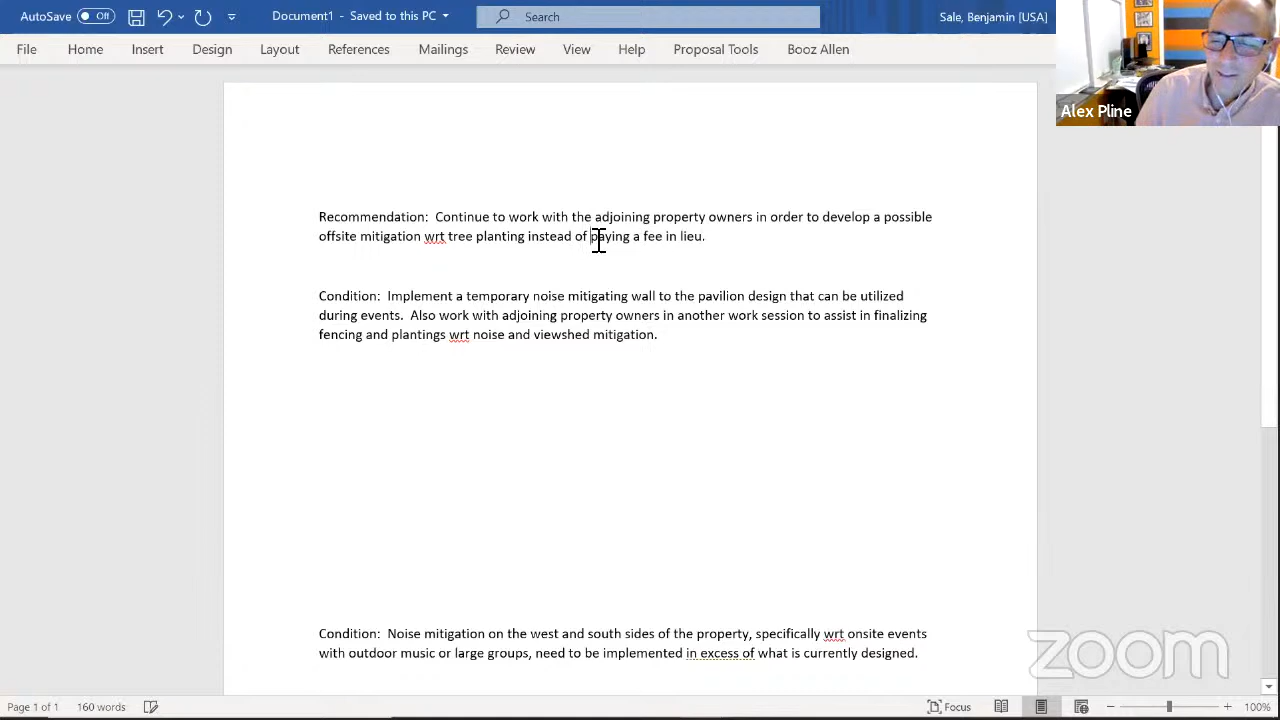 AutoSave Off Document1 - Saved to this PC Search Sale, Benjamin [USA]
File Home Insert Design Layout References Mailings Review View Help Proposal Tools Booz Allen
Alex Pline
Recommendation: Continue to work with the adjoining property owners in order to develop a possible
offsite mitigation wrt tree planting instead of paying a fee in lieu.
Condition: Implement a temporary noise mitigating wall to the pavilion design that can be utilized
during events. Also work with adjoining property owners in another work session to assist in finalizing
fencing and plantings wrt noise and viewshed mitigation.
Condition: Noise mitigation on the west and south sides of the property, specifically wrt onsite events
with outdoor music or large groups, need to be implemented in excess of what is currently designed.
zoom
Page 1 of 1 160 words Focus 100%